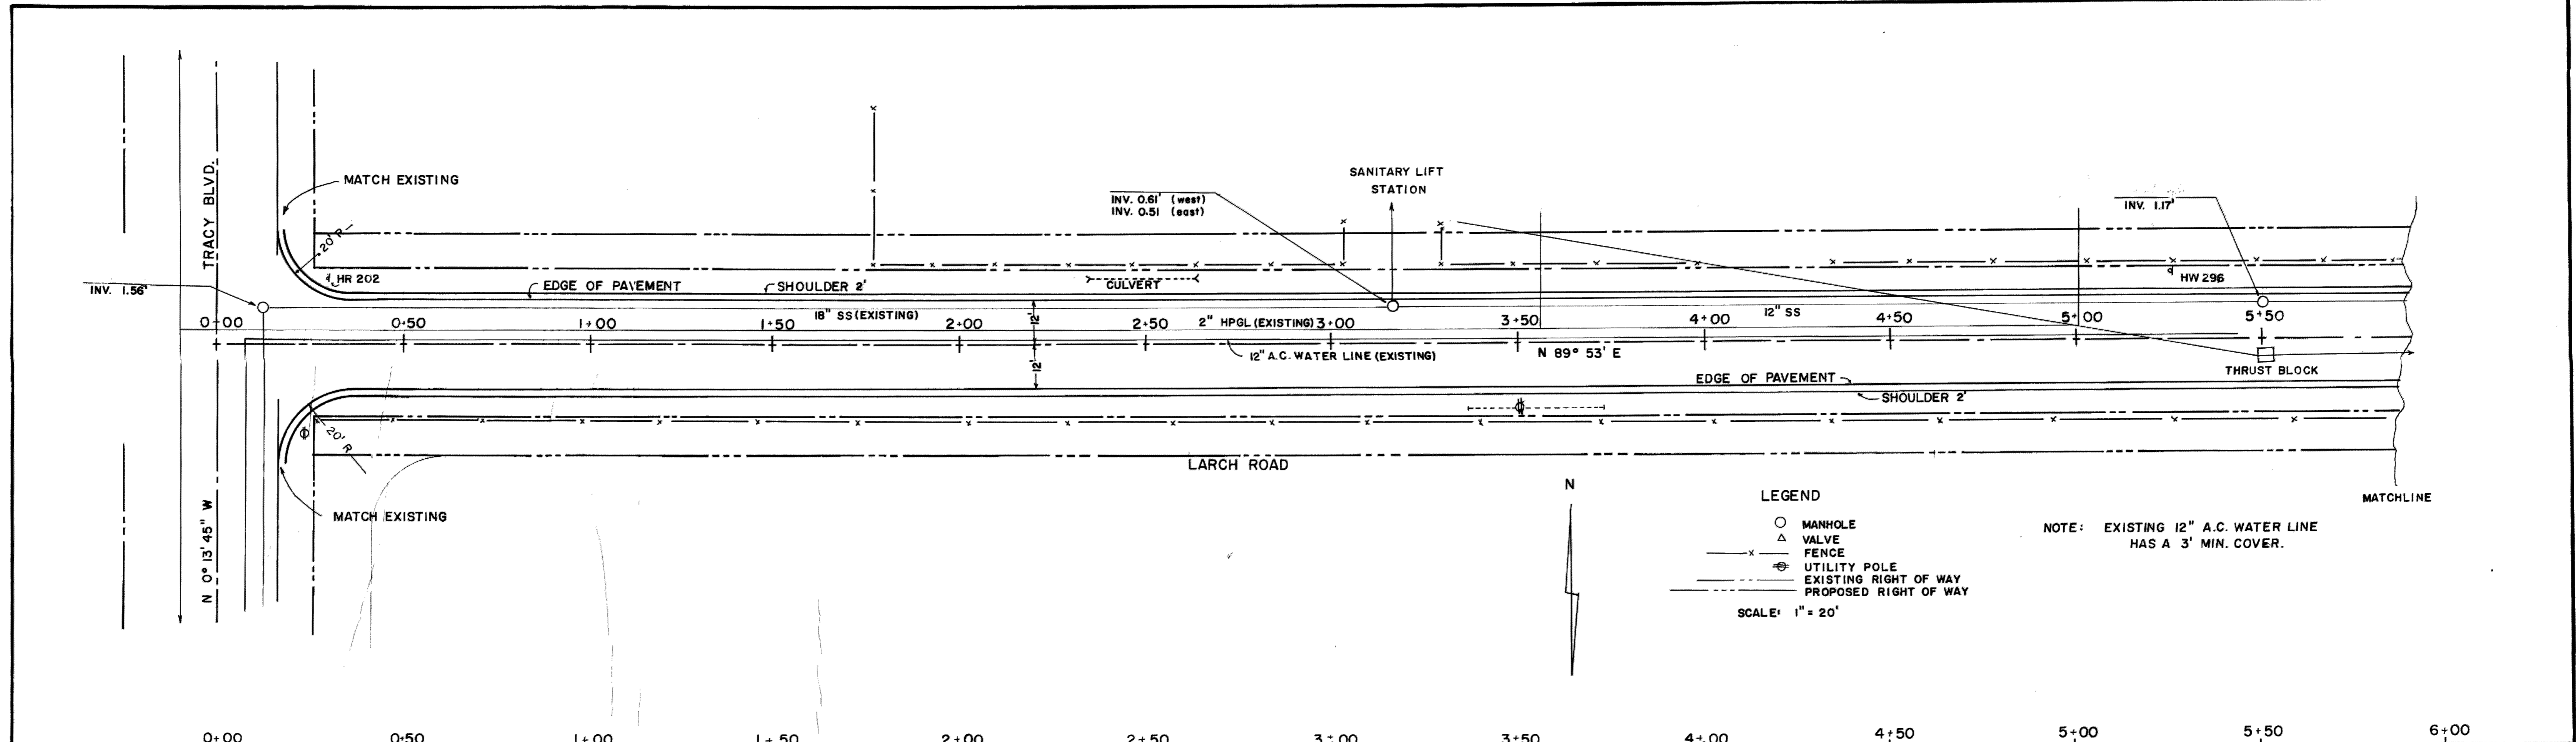 TRACY BLVD.
N 0° 13' 45" W
MATCH EXISTING
20' R
HR 202
INV. 1.56'
EDGE OF PAVEMENT
SHOULDER 2'
CULVERT
18" SS (EXISTING)
INV. 0.61' (west)
INV. 0.51 (east)
SANITARY LIFT
STATION
INV. 1.17'
HW 296
0+00
0+50
1+00
1+50
2+00
2+50
2" HPGL (EXISTING)
3+00
3+50
4+00
12" SS
4+50
5+00
5+50
12'
12'
12" A.C. WATER LINE (EXISTING)
N 89° 53' E
THRUST BLOCK
EDGE OF PAVEMENT
SHOULDER 2'
20' R
MATCH EXISTING
LARCH ROAD
MATCHLINE
N
LEGEND
MANHOLE
VALVE
FENCE
UTILITY POLE
EXISTING RIGHT OF WAY
PROPOSED RIGHT OF WAY
SCALE: 1" = 20'
NOTE: EXISTING 12" A.C. WATER LINE
HAS A 3' MIN. COVER.
0+00
0+50
1+00
1+50
2+00
2+50
3+00
3+50
4+00
4+50
5+00
5+50
6+00